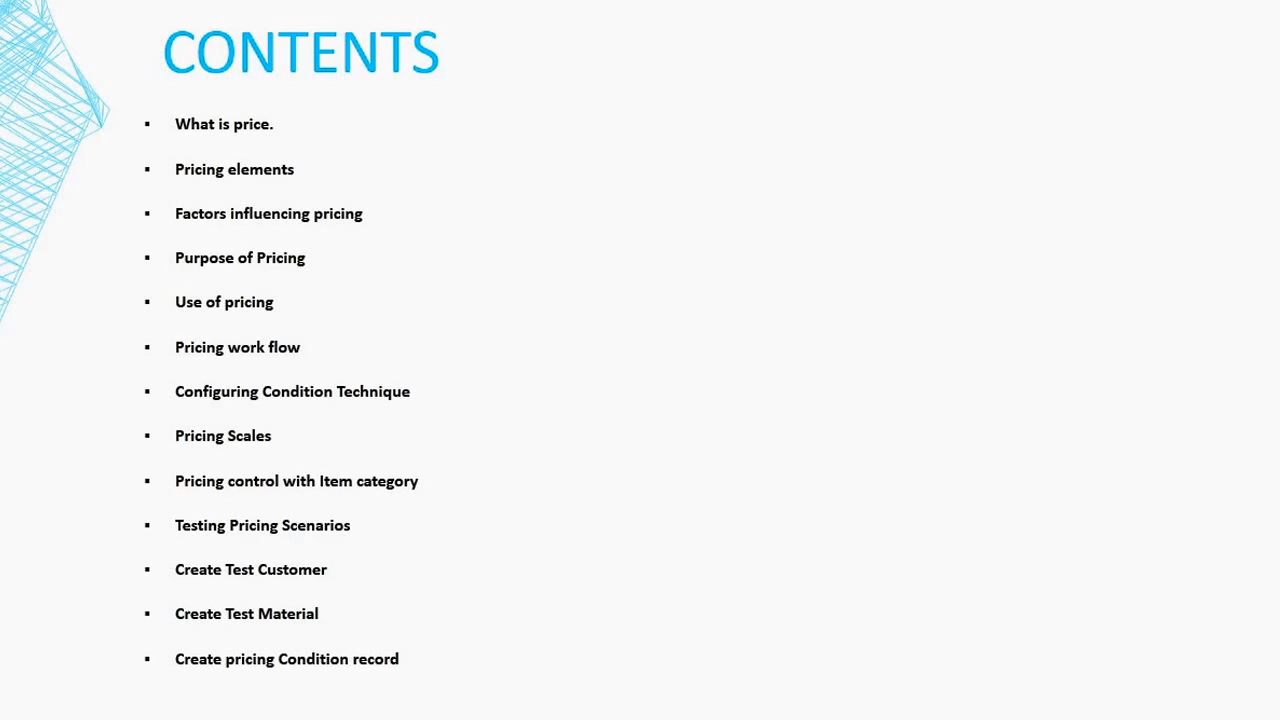 CONTENTS
▪ What is price.
▪ Pricing elements
▪ Factors influencing pricing
▪ Purpose of Pricing
▪ Use of pricing
▪ Pricing work flow
▪ Configuring Condition Technique
▪ Pricing Scales
▪ Pricing control with Item category
▪ Testing Pricing Scenarios
▪ Create Test Customer
▪ Create Test Material
▪ Create pricing Condition record